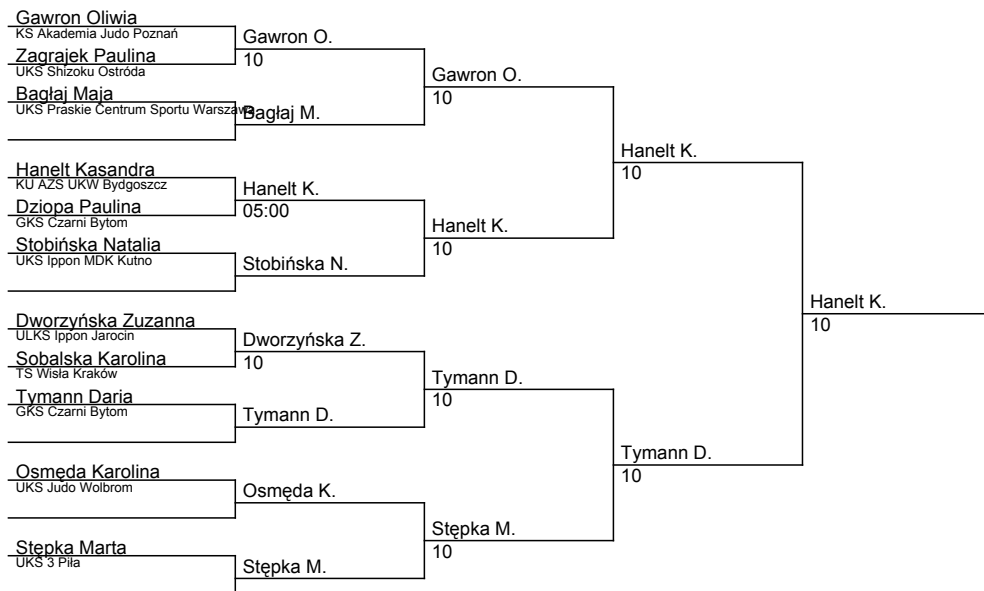 Gawron Oliwia
KS Akademia Judo Poznań
Zagrajek Paulina
UKS Shizoku Ostróda
Bagłaj Maja
UKS Praskie Centrum Sportu Warszawa
Hanelt Kasandra
KU AZS UKW Bydgoszcz
Dziopa Paulina
GKS Czarni Bytom
Stobińska Natalia
UKS Ippon MDK Kutno
Dworzyńska Zuzanna
ULKS Ippon Jarocin
Sobalska Karolina
TS Wisła Kraków
Tymann Daria
GKS Czarni Bytom
Osmęda Karolina
UKS Judo Wolbrom
Stępka Marta
UKS 3 Piła
Gawron O.
10
Bagłaj M.
Hanelt K.
05:00
Stobińska N.
Dworzyńska Z.
10
Tymann D.
Osmęda K.
Stępka M.
Gawron O.
10
Hanelt K.
10
Tymann D.
10
Stępka M.
10
Hanelt K.
10
Tymann D.
10
Hanelt K.
10